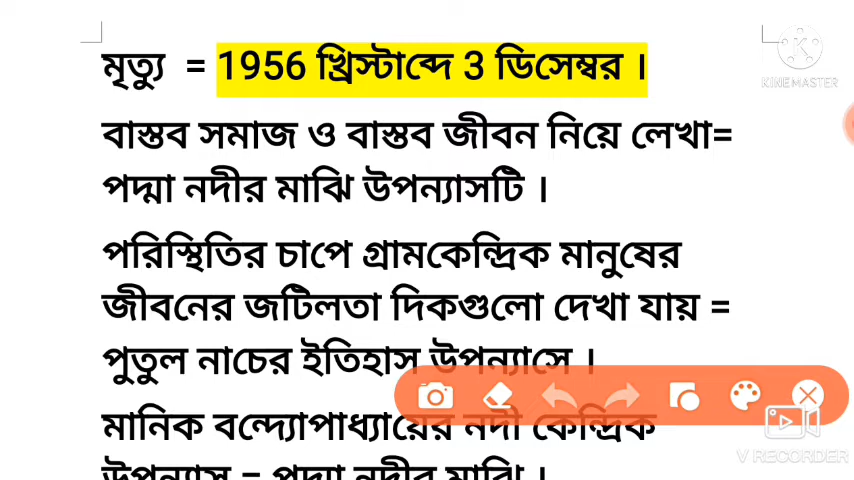 মৃত্যু = 1956 খ্রিস্টাব্দে 3 ডিসেম্বর ।
KINEMASTER
বাস্তব সমাজ ও বাস্তব জীবন নিয়ে লেখা=
পদ্মা নদীর মাঝি উপন্যাসটি ।
পরিস্থিতির চাপে গ্রামকেন্দ্রিক মানুষের
জীবনের জটিলতা দিকগুলো দেখা যায় =
পুতুল নাচের ইতিহাস উপন্যাসে ।
মানিক বন্দ্যোপাধ্যায়ের নদী কেন্দ্রিক
V RECORDER
উপন্যাস = পদ্মা নদীর মাঝি ।